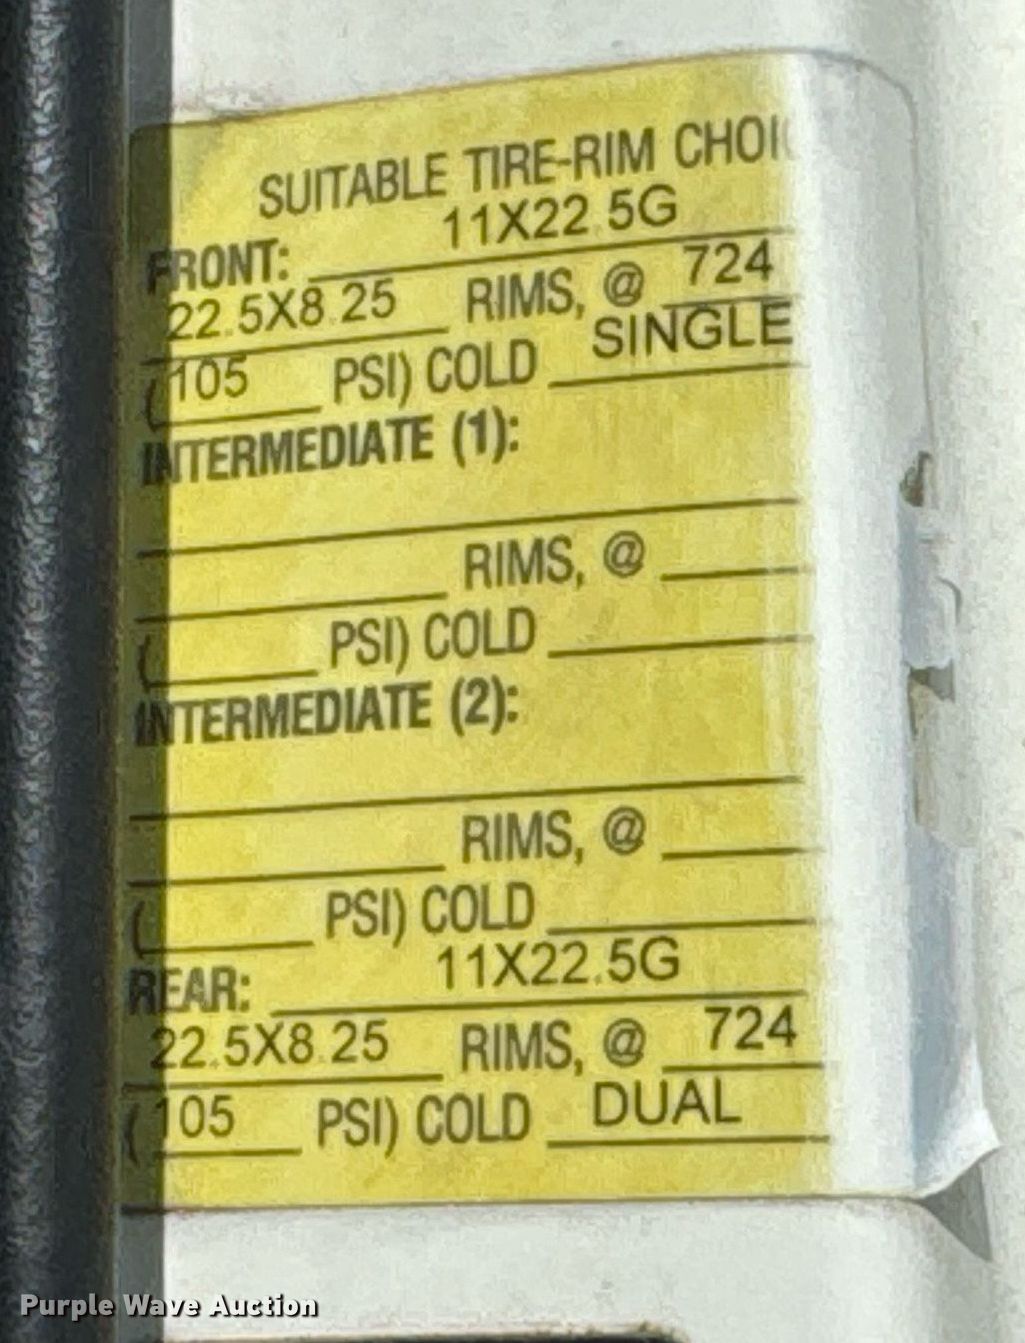 SUITABLE TIRE-RIM CHOI
FRONT: 11X22.5G
22.5X8.25 RIMS, @ 724
(105 PSI) COLD SINGLE
INTERMEDIATE (1):
RIMS, @
( PSI) COLD
INTERMEDIATE (2):
RIMS, @
( PSI) COLD
REAR: 11X22.5G
22.5X8.25 RIMS, @ 724
(105 PSI) COLD DUAL
Purple Wave Auction